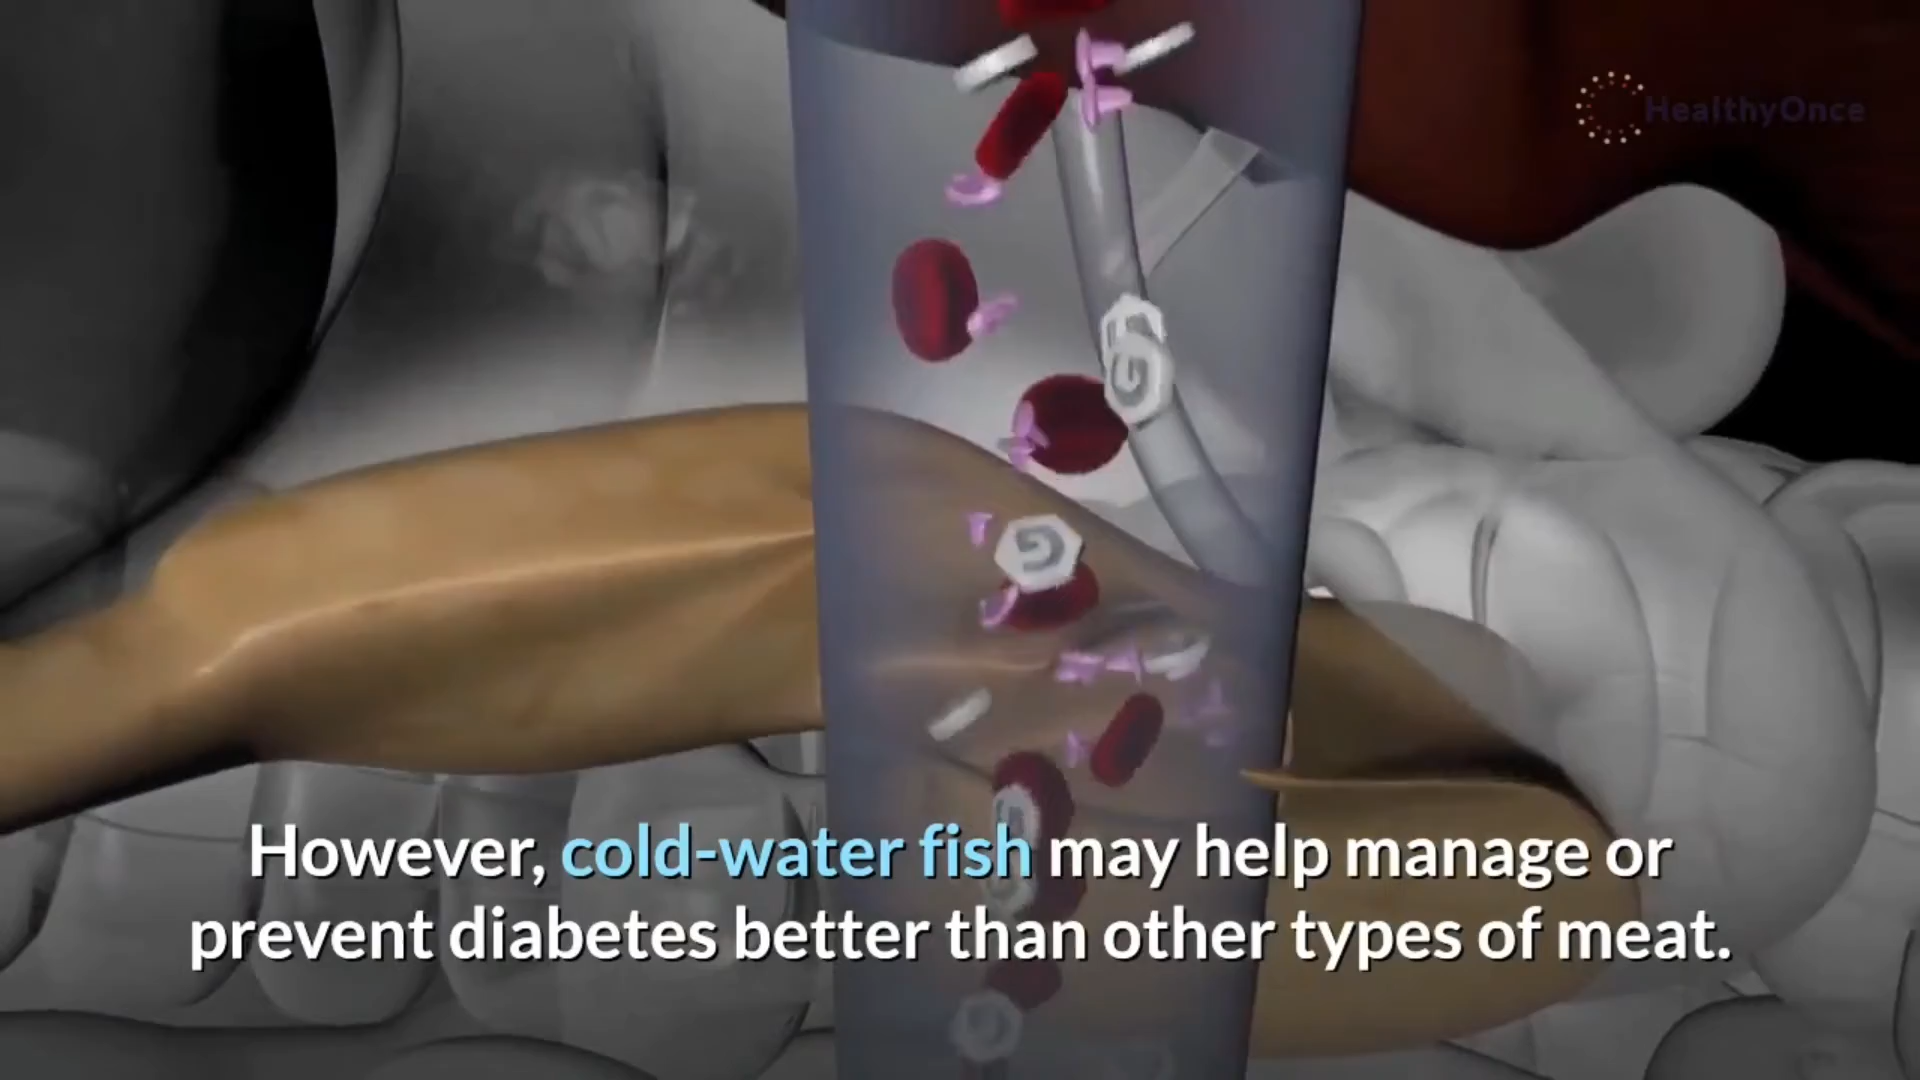 HealthyOnce
However, cold-water fish may help manage or
prevent diabetes better than other types of meat.